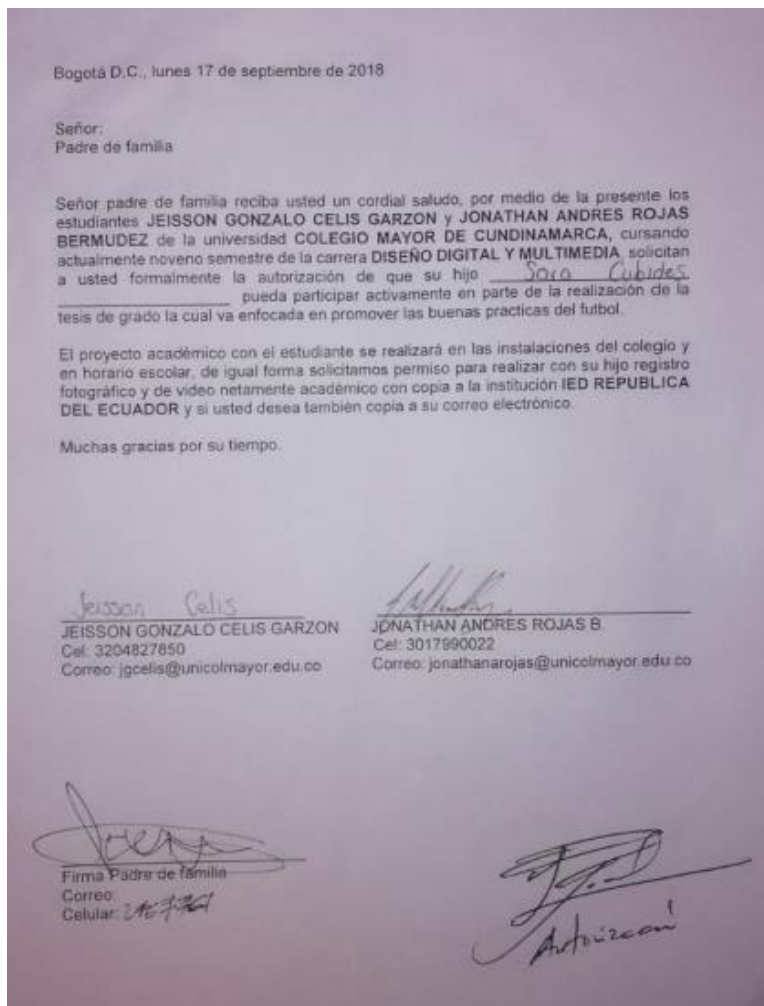 Bogotá D.C., lunes 17 de septiembre de 2018
Señor:
Padre de familia
Señor padre de familia reciba usted un cordial saludo, por medio de la presente los
estudiantes JEISSON GONZALO CELIS GARZON y JONATHAN ANDRES ROJAS
BERMUDEZ de la universidad COLEGIO MAYOR DE CUNDINAMARCA, cursando
actualmente noveno semestre de la carrera DISEÑO DIGITAL Y MULTIMEDIA solicitan
a usted formalmente la autorización de que su hijo Sara Cubides
pueda participar activamente en parte de la realización de la
tesis de grado la cual va enfocada en promover las buenas practicas del futbol.
El proyecto académico con el estudiante se realizará en las instalaciones del colegio y
en horario escolar, de igual forma solicitamos permiso para realizar con su hijo registro
fotográfico y de video netamente académico con copia a la institución IED REPUBLICA
DEL ECUADOR y si usted desea también copia a su correo electrónico.
Muchas gracias por su tiempo.
Jeisson Celis
JEISSON GONZALO CELIS GARZON
Cel: 3204827850
Correo: jgcelis@unicolmayor.edu.co
JONATHAN ANDRES ROJAS B.
Cel: 3017990022
Correo: jonathanarojas@unicolmayor.edu.co
Firma Padre de familia
Correo:
Celular: